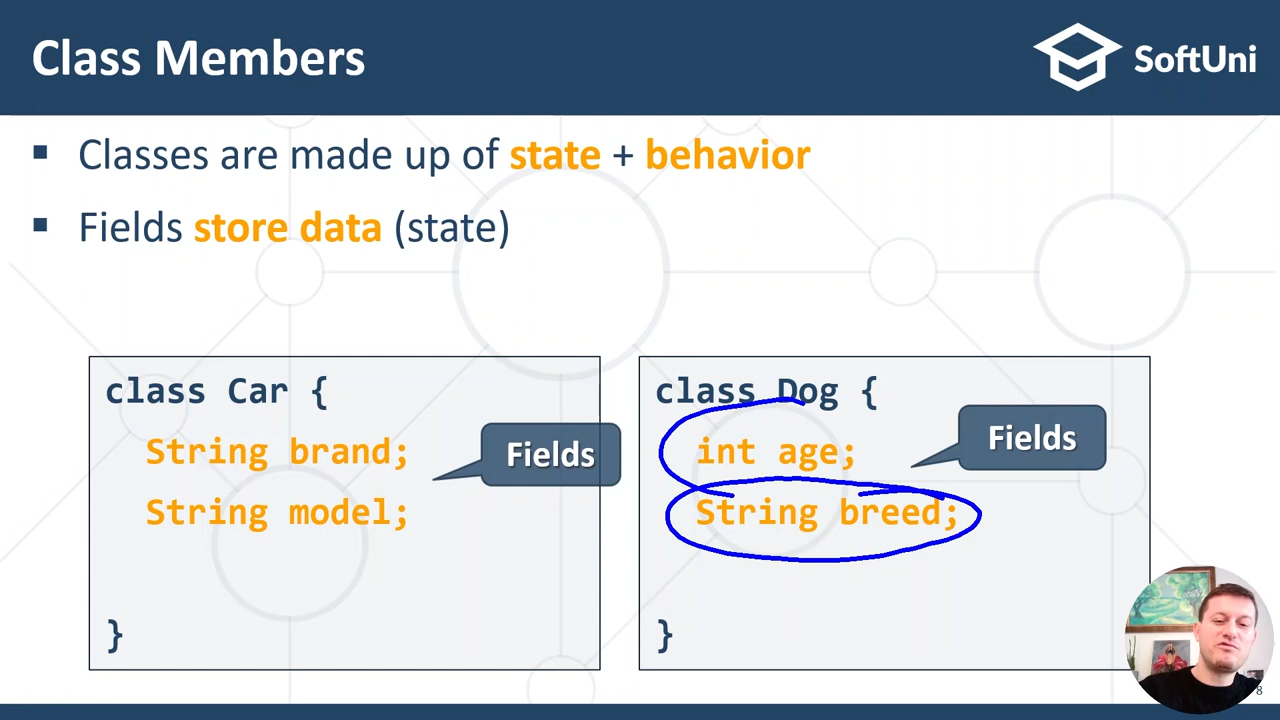 Class Members
SoftUni
▪ Classes are made up of state + behavior
▪ Fields store data (state)
class Car {
String brand;
String model;
}
Fields
class Dog {
int age;
String breed;
}
Fields
8